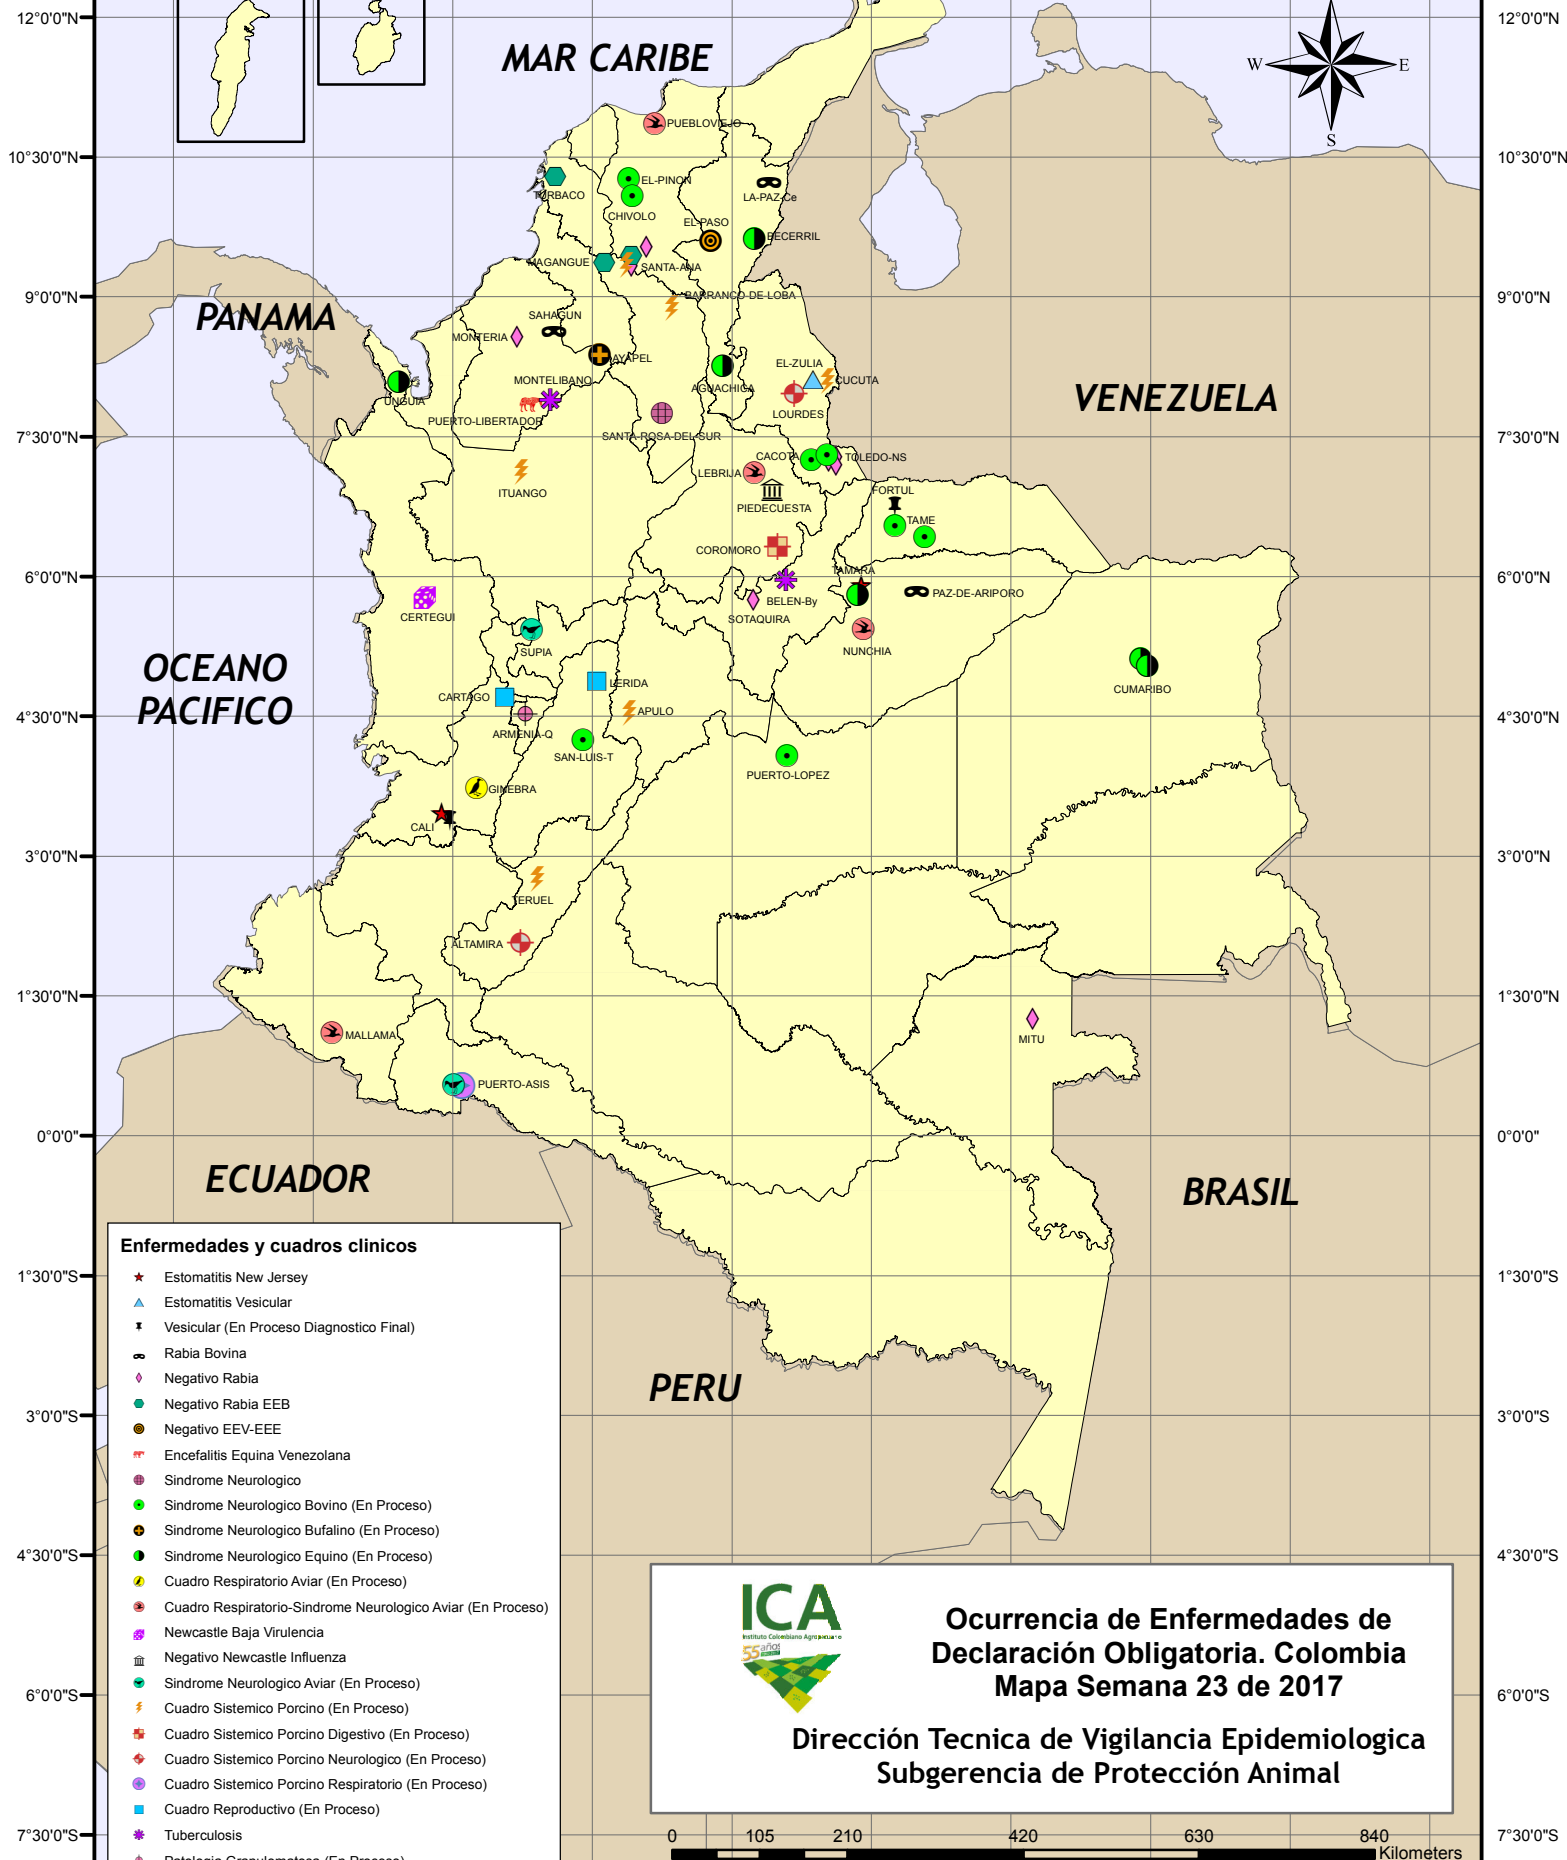 12°0'0"N
12°0'0"N
MAR CARIBE
W
E
S
PUEBLOVIEJO
10°30'0"N
10°30'0"N
EL-PINON
TURBACO
LA-PAZ-Ce
CHIVOLO
EL-PASO
BECERRIL
MAGANGUE
SANTA-ANA
9°0'0"N
BARRANCO-DE-LOBA
9°0'0"N
PANAMA
SAHAGUN
MONTERIA
AYAPEL
EL-ZULIA
MONTELIBANO
CUCUTA
AGUACHICA
VENEZUELA
UNGUIA
LOURDES
PUERTO-LIBERTADOR
7°30'0"N
SANTA-ROSA-DEL-SUR
7°30'0"N
CACOTA
TOLEDO-NS
LEBRIJA
ITUANGO
FORTUL
PIEDECUESTA
TAME
COROMORO
6°0'0"N
TAMARA
6°0'0"N
PAZ-DE-ARIPORO
BELEN-By
CERTEGUI
SOTAQUIRA
SUPIA
NUNCHIA
OCEANO
PACIFICO
LERIDA
CUMARIBO
CARTAGO
4°30'0"N
APULO
4°30'0"N
ARMENIA-Q
SAN-LUIS-T
PUERTO-LOPEZ
GINEBRA
CALI
3°0'0"N
3°0'0"N
TERUEL
ALTAMIRA
1°30'0"N
1°30'0"N
MALLAMA
MITU
PUERTO-ASIS
0°0'0"
0°0'0"
ECUADOR
BRASIL
Enfermedades y cuadros clinicos
Estomatitis New Jersey
1°30'0"S
1°30'0"S
Estomatitis Vesicular
Vesicular (En Proceso Diagnostico Final)
Rabia Bovina
Negativo Rabia
PERU
Negativo Rabia EEB
3°0'0"S
3°0'0"S
Negativo EEV-EEE
Encefalitis Equina Venezolana
Sindrome Neurologico
Sindrome Neurologico Bovino (En Proceso)
Sindrome Neurologico Bufalino (En Proceso)
4°30'0"S
Sindrome Neurologico Equino (En Proceso)
4°30'0"S
Cuadro Respiratorio Aviar (En Proceso)
Cuadro Respiratorio-Sindrome Neurologico Aviar (En Proceso)
Newcastle Baja Virulencia
Negativo Newcastle Influenza
Sindrome Neurologico Aviar (En Proceso)
6°0'0"S
6°0'0"S
Cuadro Sistemico Porcino (En Proceso)
Cuadro Sistemico Porcino Digestivo (En Proceso)
Cuadro Sistemico Porcino Neurologico (En Proceso)
Cuadro Sistemico Porcino Respiratorio (En Proceso)
Cuadro Reproductivo (En Proceso)
7°30'0"S
Tuberculosis
7°30'0"S
Patologia Granulomatosa (En Proceso)
ICA
Instituto Colombiano Agropecuario
55 años
Ocurrencia de Enfermedades de
Declaración Obligatoria. Colombia
Mapa Semana 23 de 2017
Dirección Tecnica de Vigilancia Epidemiologica
Subgerencia de Protección Animal
0 105 210 420 630 840
Kilometers